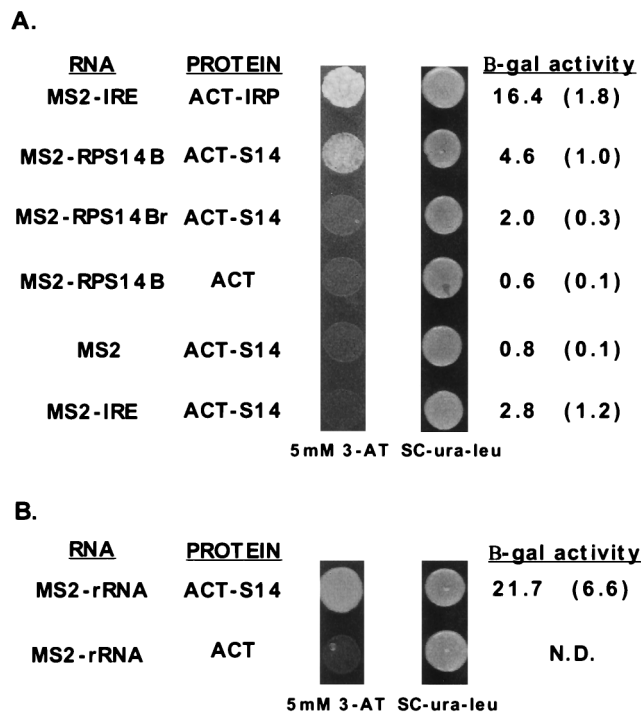 A.
RNA PROTEIN B-gal activity
MS2-IRE ACT-IRP 16.4 (1.8)
MS2-RPS14B ACT-S14 4.6 (1.0)
MS2-RPS14Br ACT-S14 2.0 (0.3)
MS2-RPS14B ACT 0.6 (0.1)
MS2 ACT-S14 0.8 (0.1)
MS2-IRE ACT-S14 2.8 (1.2)
5mM 3-AT SC-ura-leu
B.
RNA PROTEIN B-gal activity
MS2-rRNA ACT-S14 21.7 (6.6)
MS2-rRNA ACT N.D.
5mM 3-AT SC-ura-leu